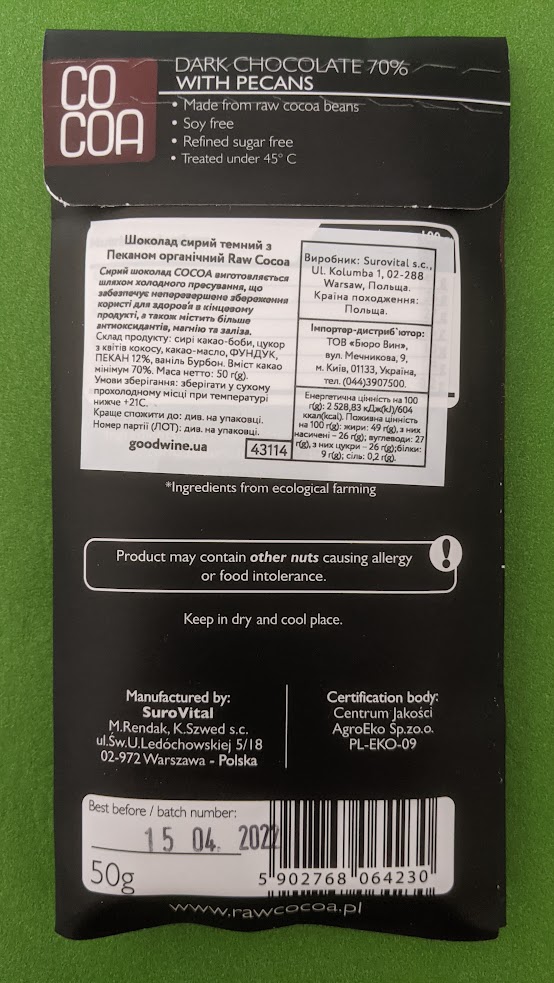 CO
COA
DARK CHOCOLATE 70%
WITH PECANS
• Made from raw cocoa beans
• Soy free
• Refined sugar free
• Treated under 45° C
Шоколад сирий темний з
Пеканом органічний Raw Cocoa
Сирий шоколад COCOA виготовляється
шляхом холодного пресування, що
забезпечує неперевершене збереження
користі для здоров'я в кінцевому
продукті, а також містить більше
антиоксидантів, магнію та заліза.
Склад продукту: сирі какао-боби, цукор
з квітів кокосу, какао-масло, ФУНДУК,
ПЕКАН 12%, ваніль Бурбон. Вміст какао
мінімум 70%. Маса нетто: 50 г(g).
Умови зберігання: зберігати у сухому
прохолодному місці при температурі
нижче +21С.
Краще спожити до: див. на упаковці.
Номер партії (ЛОТ): див. на упаковці.
goodwine.ua
43114
Виробник: Surovital s.c.,
Ul. Kolumba 1, 02-288
Warsaw, Польща.
Країна походження:
Польща.
Імпортер-дистриб`ютор:
ТОВ «Бюро Вин»,
вул. Мечникова, 9,
м. Київ, 01133, Україна,
тел. (044)3907500.
Енергетична цінність на 100
г(g): 2 528,83 кДж(kJ)/604
ккал(kcal). Поживна цінність
на 100 г(g): жири: 49 г(g), з них
насичені – 26 г(g); вуглеводи: 27
г(g), з них цукри – 26 г(g);білки:
9 г(g); сіль: 0,2 г(g).
*Ingredients from ecological farming
Product may contain other nuts causing allergy
or food intolerance.
!
Keep in dry and cool place.
Manufactured by:
SuroVital
M.Rendak, K.Szwed s.c.
ul.Św.U.Ledóchowskiej 5/18
02-972 Warszawa - Polska
Certification body:
Centrum Jakości
AgroEko Sp.zo.o.
PL-EKO-09
Best before / batch number:
15 04. 2022
50g
5 902768 064230
www.rawcocoa.pl